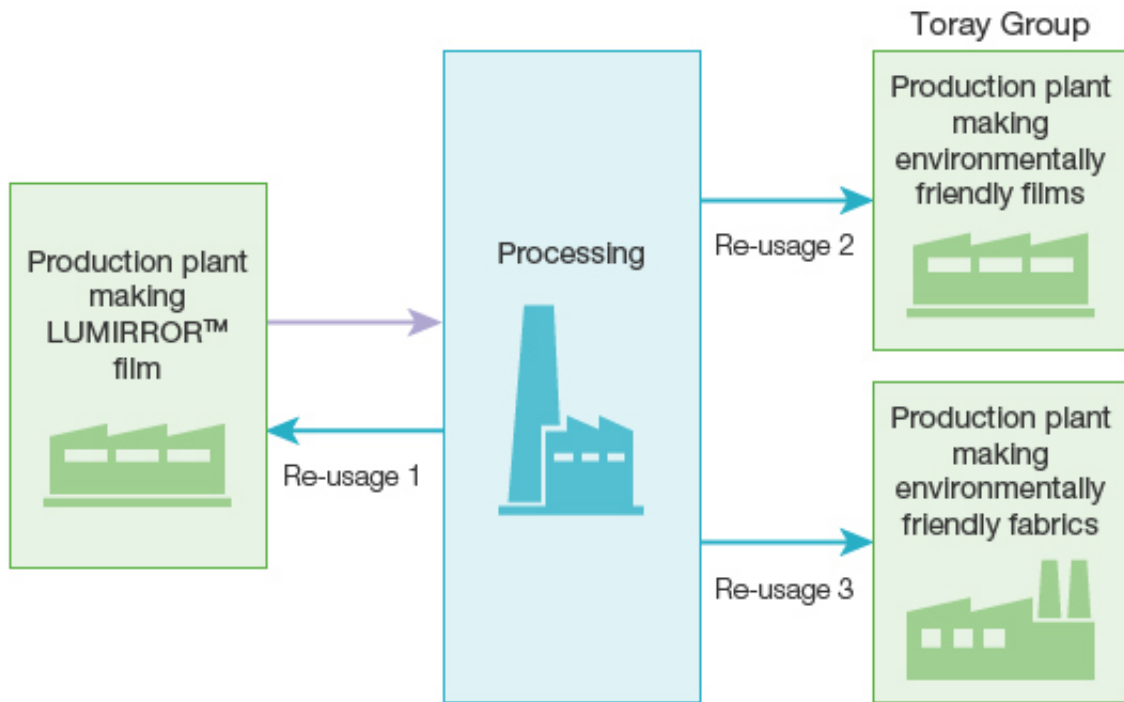 Toray Group
Production plant
making
LUMIRROR™
film
Re-usage 1
Processing
Re-usage 2
Production plant
making
environmentally
friendly films
Re-usage 3
Production plant
making
environmentally
friendly fabrics